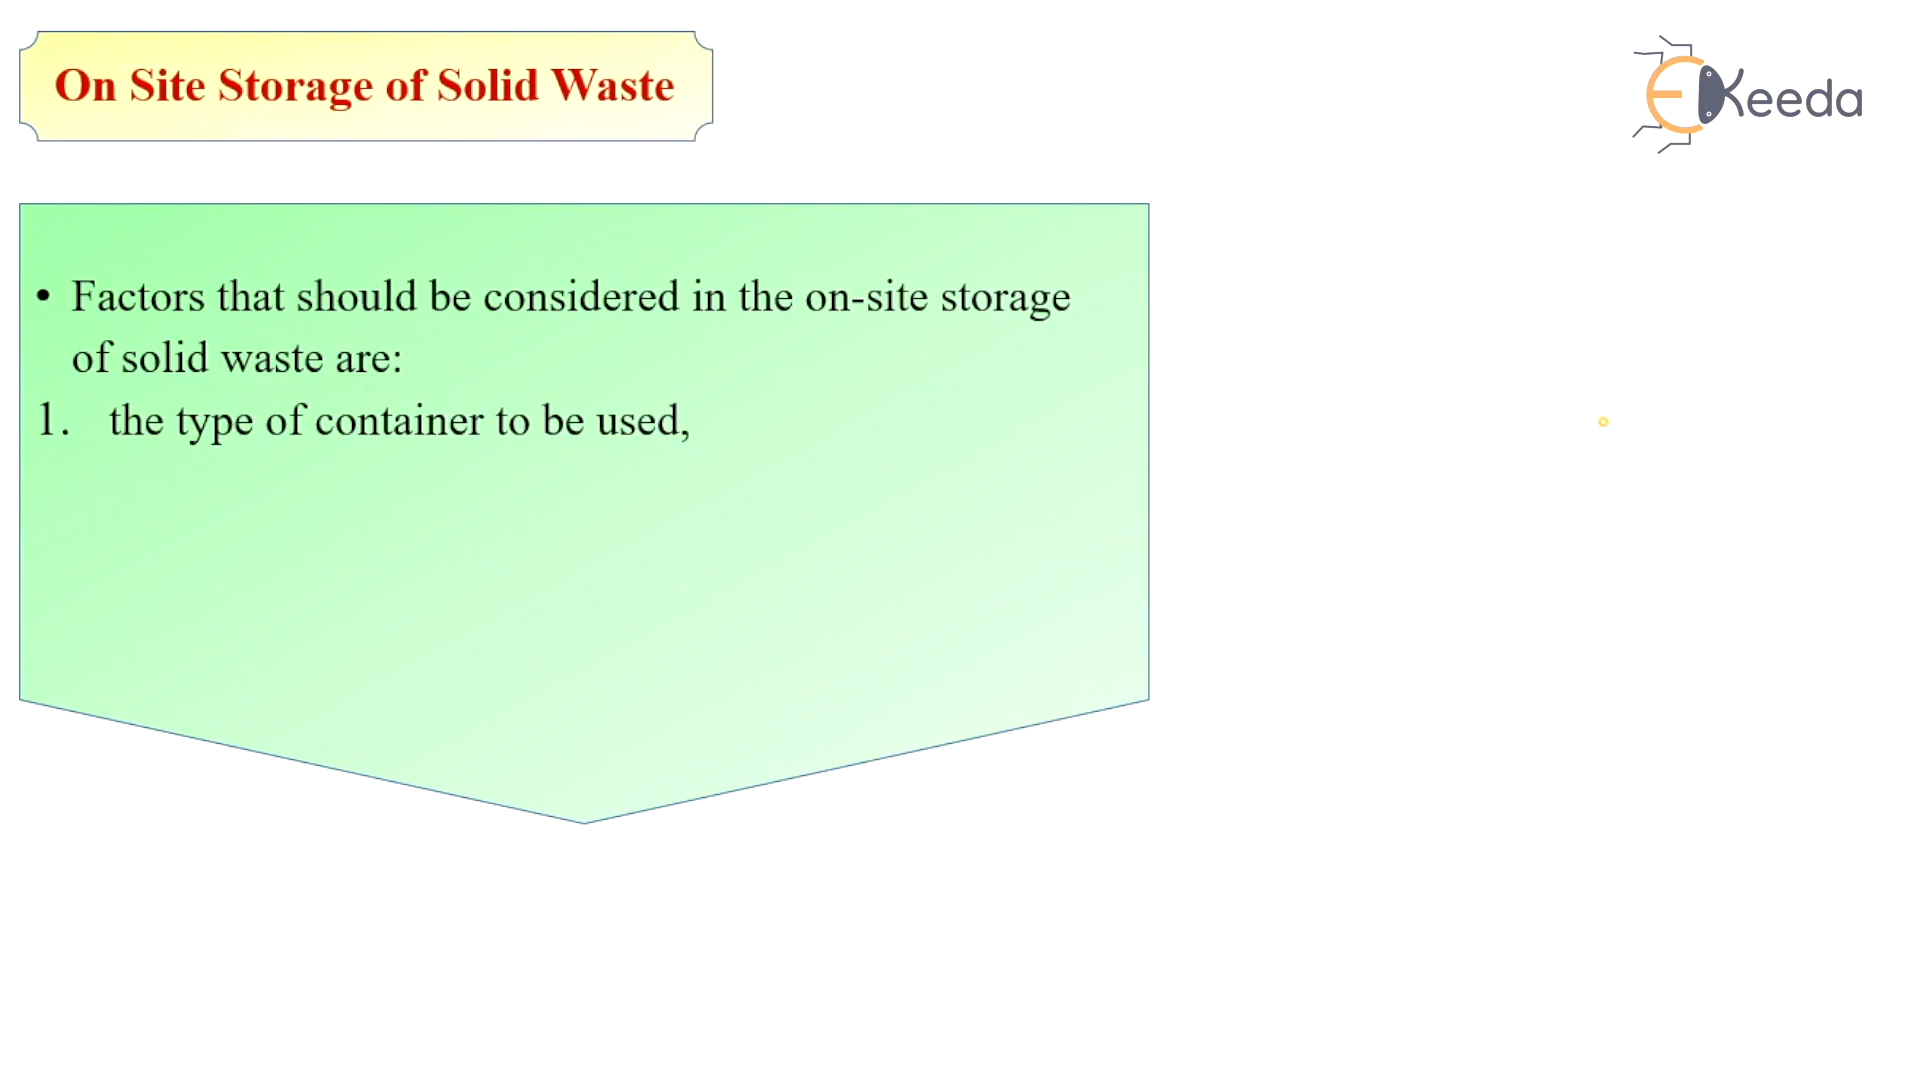 On Site Storage of Solid Waste
EKeeda
• Factors that should be considered in the on-site storage
of solid waste are:
1. the type of container to be used,